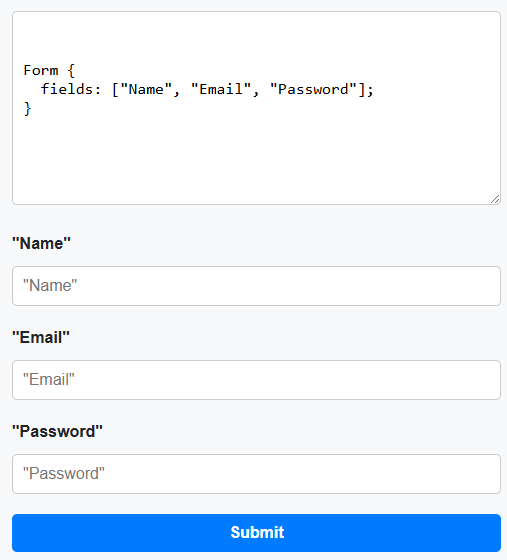 Form {
  fields: ["Name", "Email", "Password"];
}
"Name"
"Name"
"Email"
"Email"
"Password"
"Password"
Submit